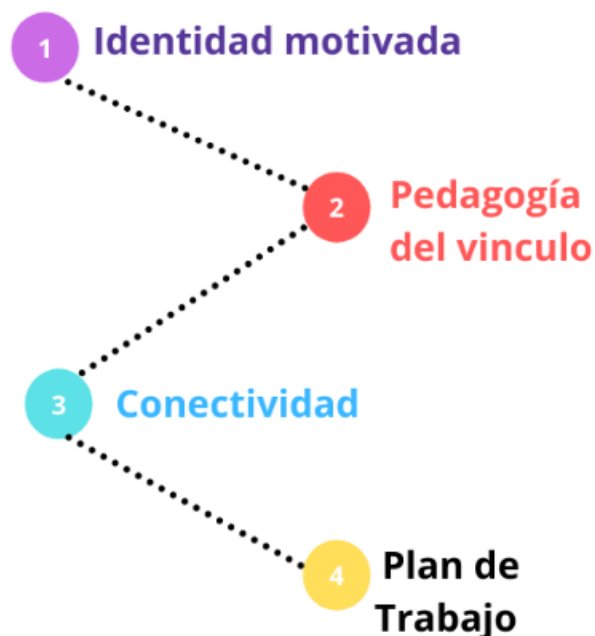 1 Identidad motivada
2 Pedagogía
del vinculo
3 Conectividad
4 Plan de
Trabajo